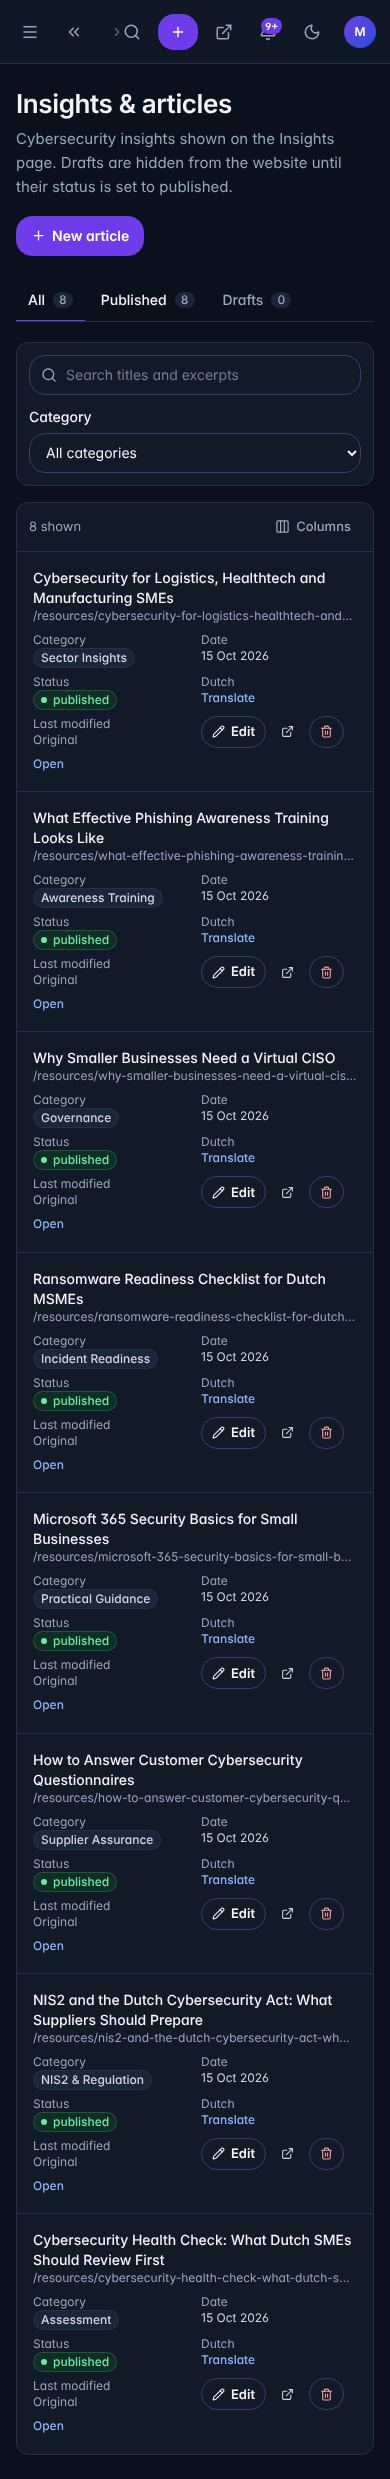 9+
M
Insights & articles
Cybersecurity insights shown on the Insights
page. Drafts are hidden from the website until
their status is set to published.
New article
All 8 Published 8 Drafts 0
Search titles and excerpts
Category
All categories
8 shown Columns
Cybersecurity for Logistics, Healthtech and
Manufacturing SMEs
/resources/cybersecurity-for-logistics-healthtech-and...
Category Date
Sector Insights 15 Oct 2026
Status Dutch
published Translate
Last modified
Original Edit
Open
What Effective Phishing Awareness Training
Looks Like
/resources/what-effective-phishing-awareness-trainin...
Category Date
Awareness Training 15 Oct 2026
Status Dutch
published Translate
Last modified
Original Edit
Open
Why Smaller Businesses Need a Virtual CISO
/resources/why-smaller-businesses-need-a-virtual-cis...
Category Date
Governance 15 Oct 2026
Status Dutch
published Translate
Last modified
Original Edit
Open
Ransomware Readiness Checklist for Dutch
MSMEs
/resources/ransomware-readiness-checklist-for-dutch...
Category Date
Incident Readiness 15 Oct 2026
Status Dutch
published Translate
Last modified
Original Edit
Open
Microsoft 365 Security Basics for Small
Businesses
/resources/microsoft-365-security-basics-for-small-b...
Category Date
Practical Guidance 15 Oct 2026
Status Dutch
published Translate
Last modified
Original Edit
Open
How to Answer Customer Cybersecurity
Questionnaires
/resources/how-to-answer-customer-cybersecurity-q...
Category Date
Supplier Assurance 15 Oct 2026
Status Dutch
published Translate
Last modified
Original Edit
Open
NIS2 and the Dutch Cybersecurity Act: What
Suppliers Should Prepare
/resources/nis2-and-the-dutch-cybersecurity-act-wh...
Category Date
NIS2 & Regulation 15 Oct 2026
Status Dutch
published Translate
Last modified
Original Edit
Open
Cybersecurity Health Check: What Dutch SMEs
Should Review First
/resources/cybersecurity-health-check-what-dutch-s...
Category Date
Assessment 15 Oct 2026
Status Dutch
published Translate
Last modified
Original Edit
Open